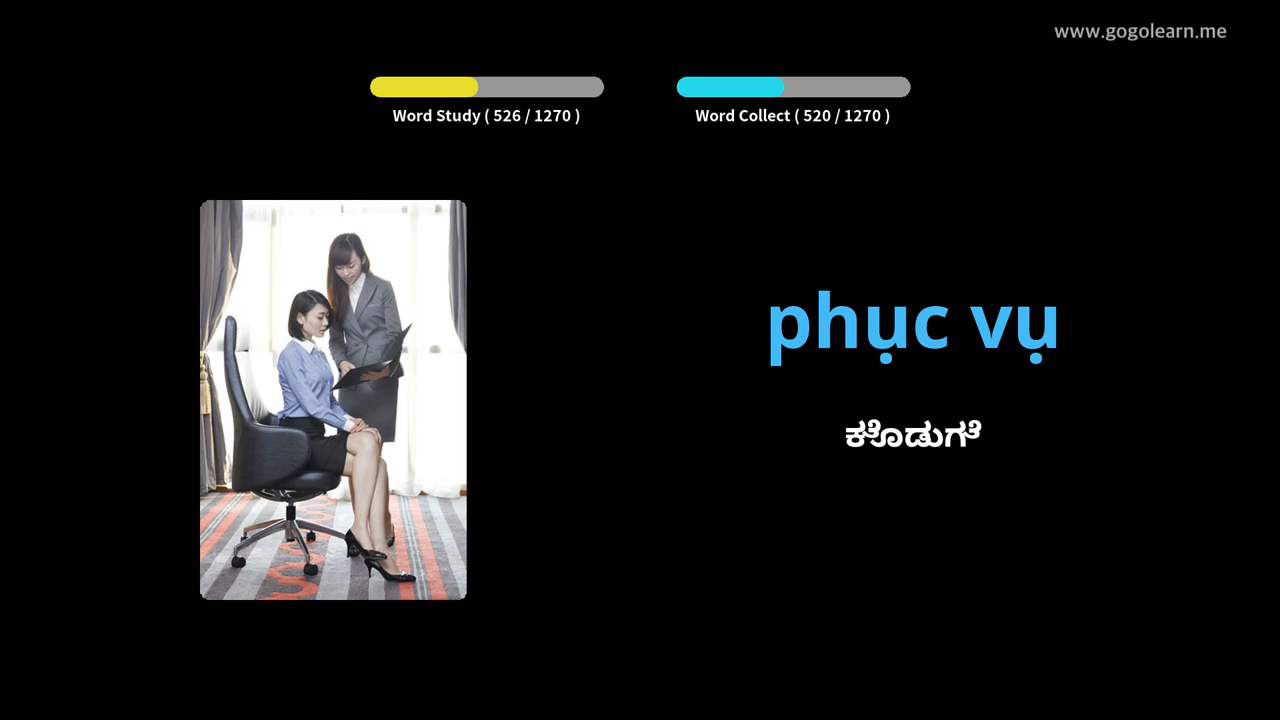 www.gogolearn.me
Word Study ( 526 / 1270 )
Word Collect ( 520 / 1270 )
phục vụ
ಕೊಡುಗೆ